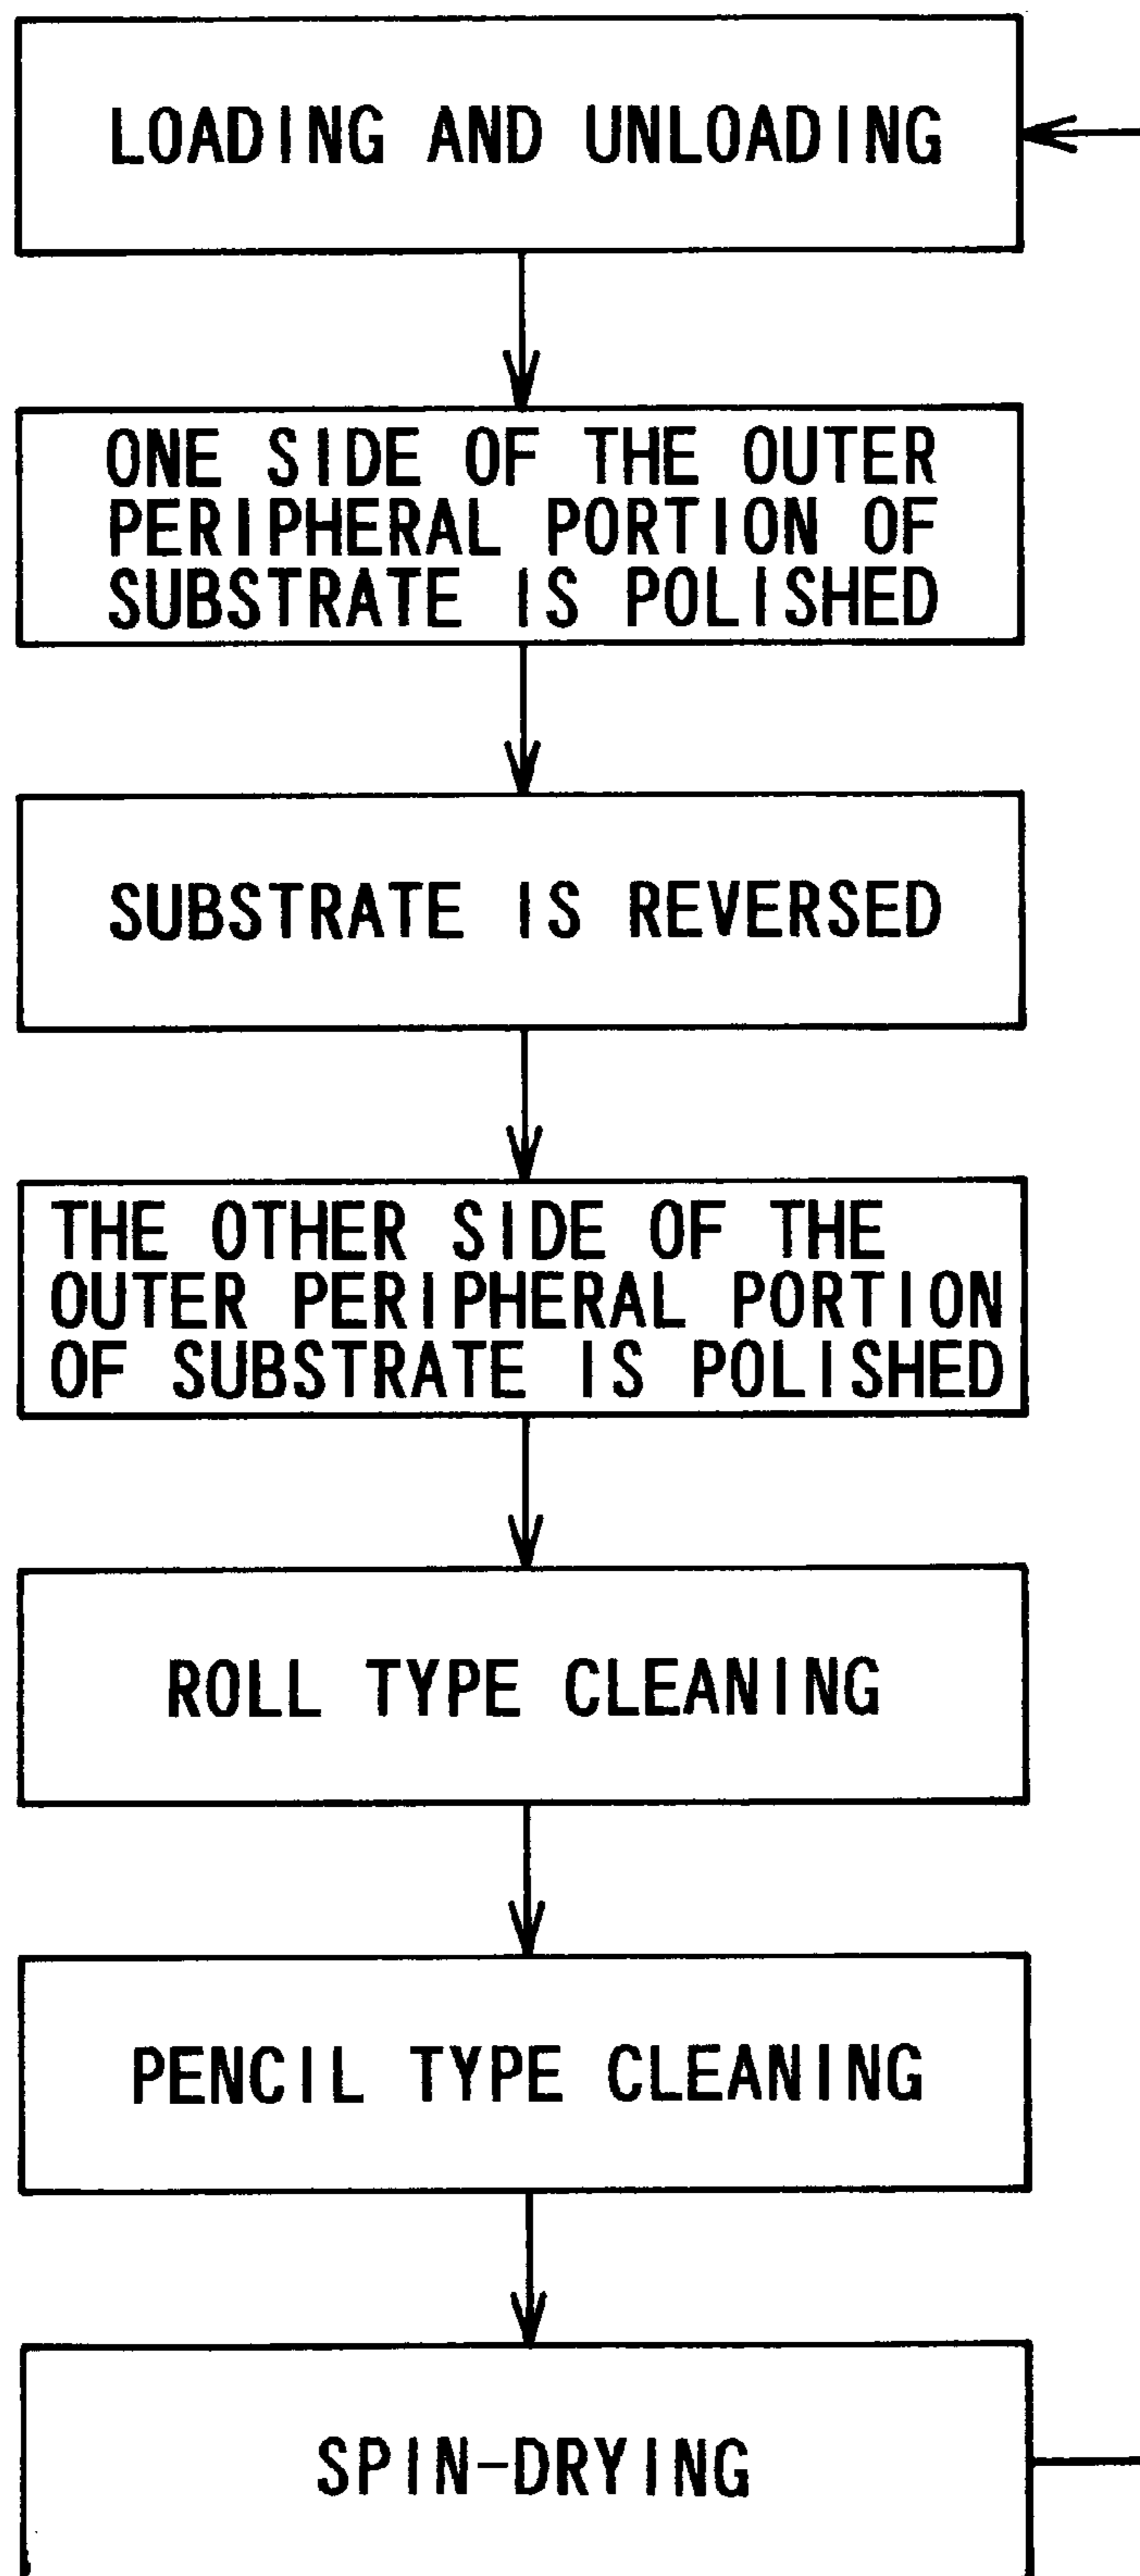 LOADING AND UNLOADING
ONE SIDE OF THE OUTER
PERIPHERAL PORTION OF
SUBSTRATE IS POLISHED
SUBSTRATE IS REVERSED
THE OTHER SIDE OF THE
OUTER PERIPHERAL PORTION
OF SUBSTRATE IS POLISHED
ROLL TYPE CLEANING
PENCIL TYPE CLEANING
SPIN-DRYING